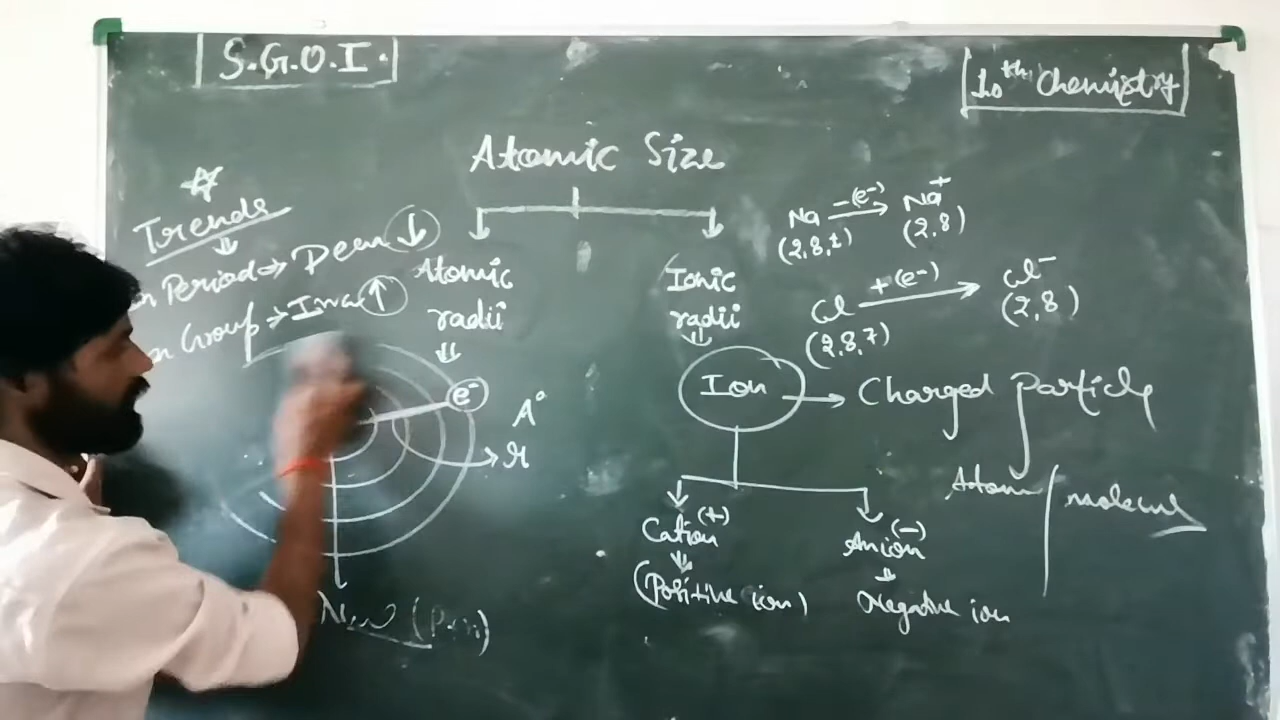 S.G.O.I.
10th Chemistry
Atomic Size
Trends
Period → Decr ↓
Group → Incr ↑
Atomic
radii
e⁻
A°
r
Ionic
radii
Ion → Charged Particle
Atom / molecule
Cation (+)
(Positive ion)
Anion (-)
Negative ion
Na -(e⁻) → Na⁺
(2,8,1) (2,8)
Cl +(e⁻) → Cl⁻
(2,8,7) (2,8)